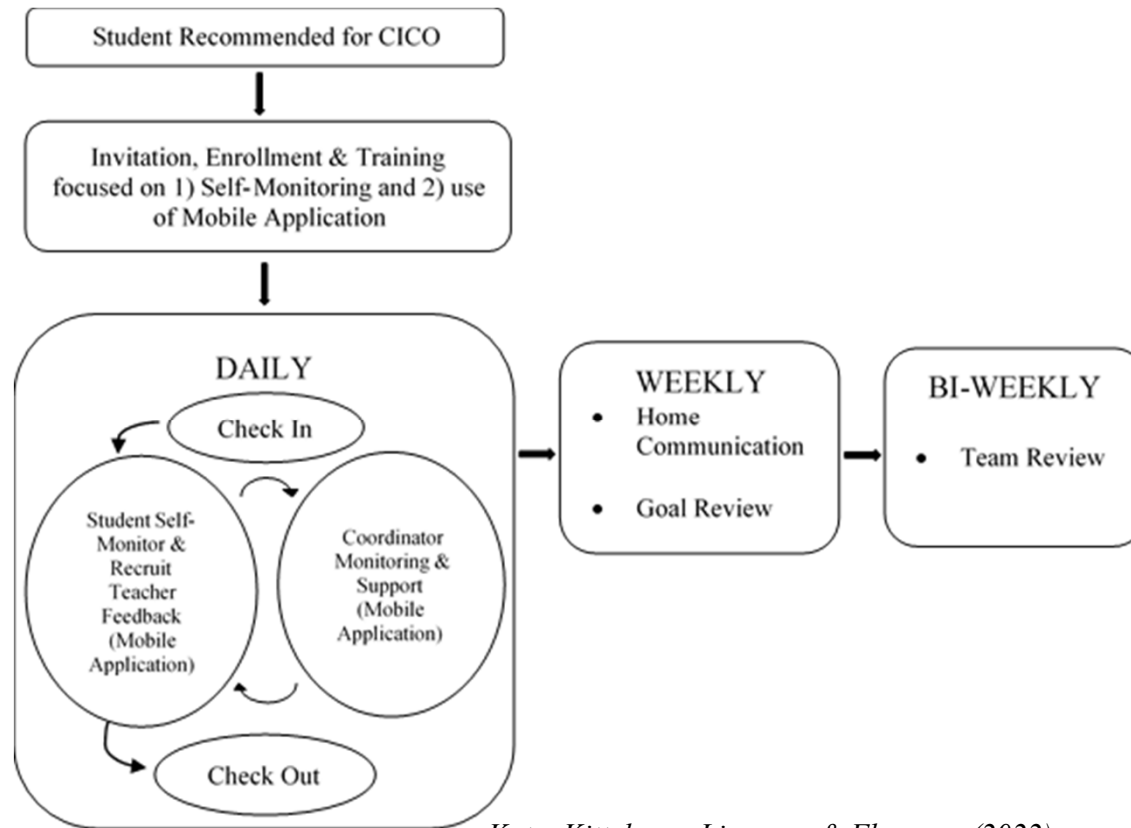 Student Recommended for CICO
Invitation, Enrollment & Training
focused on 1) Self-Monitoring and 2) use
of Mobile Application
DAILY
Check In
Student Self-
Monitor &
Recruit
Teacher
Feedback
(Mobile
Application)
Coordinator
Monitoring &
Support
(Mobile
Application)
Check Out
WEEKLY
• Home
Communication
• Goal Review
BI-WEEKLY
• Team Review